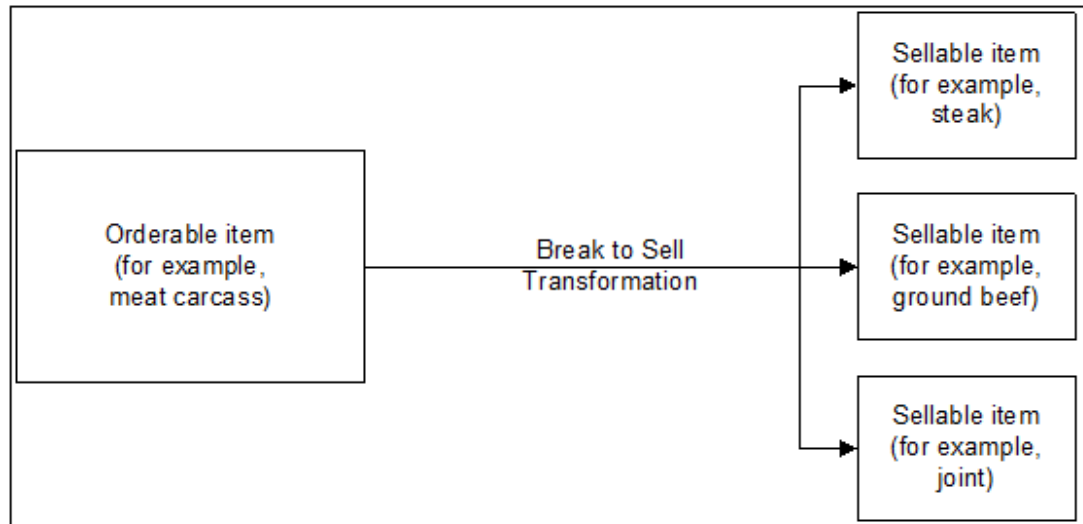 Orderable item
(for example,
meat carcass)
Break to Sell
Transformation
Sellable item
(for example,
steak)
Sellable item
(for example,
ground beef)
Sellable item
(for example,
joint)